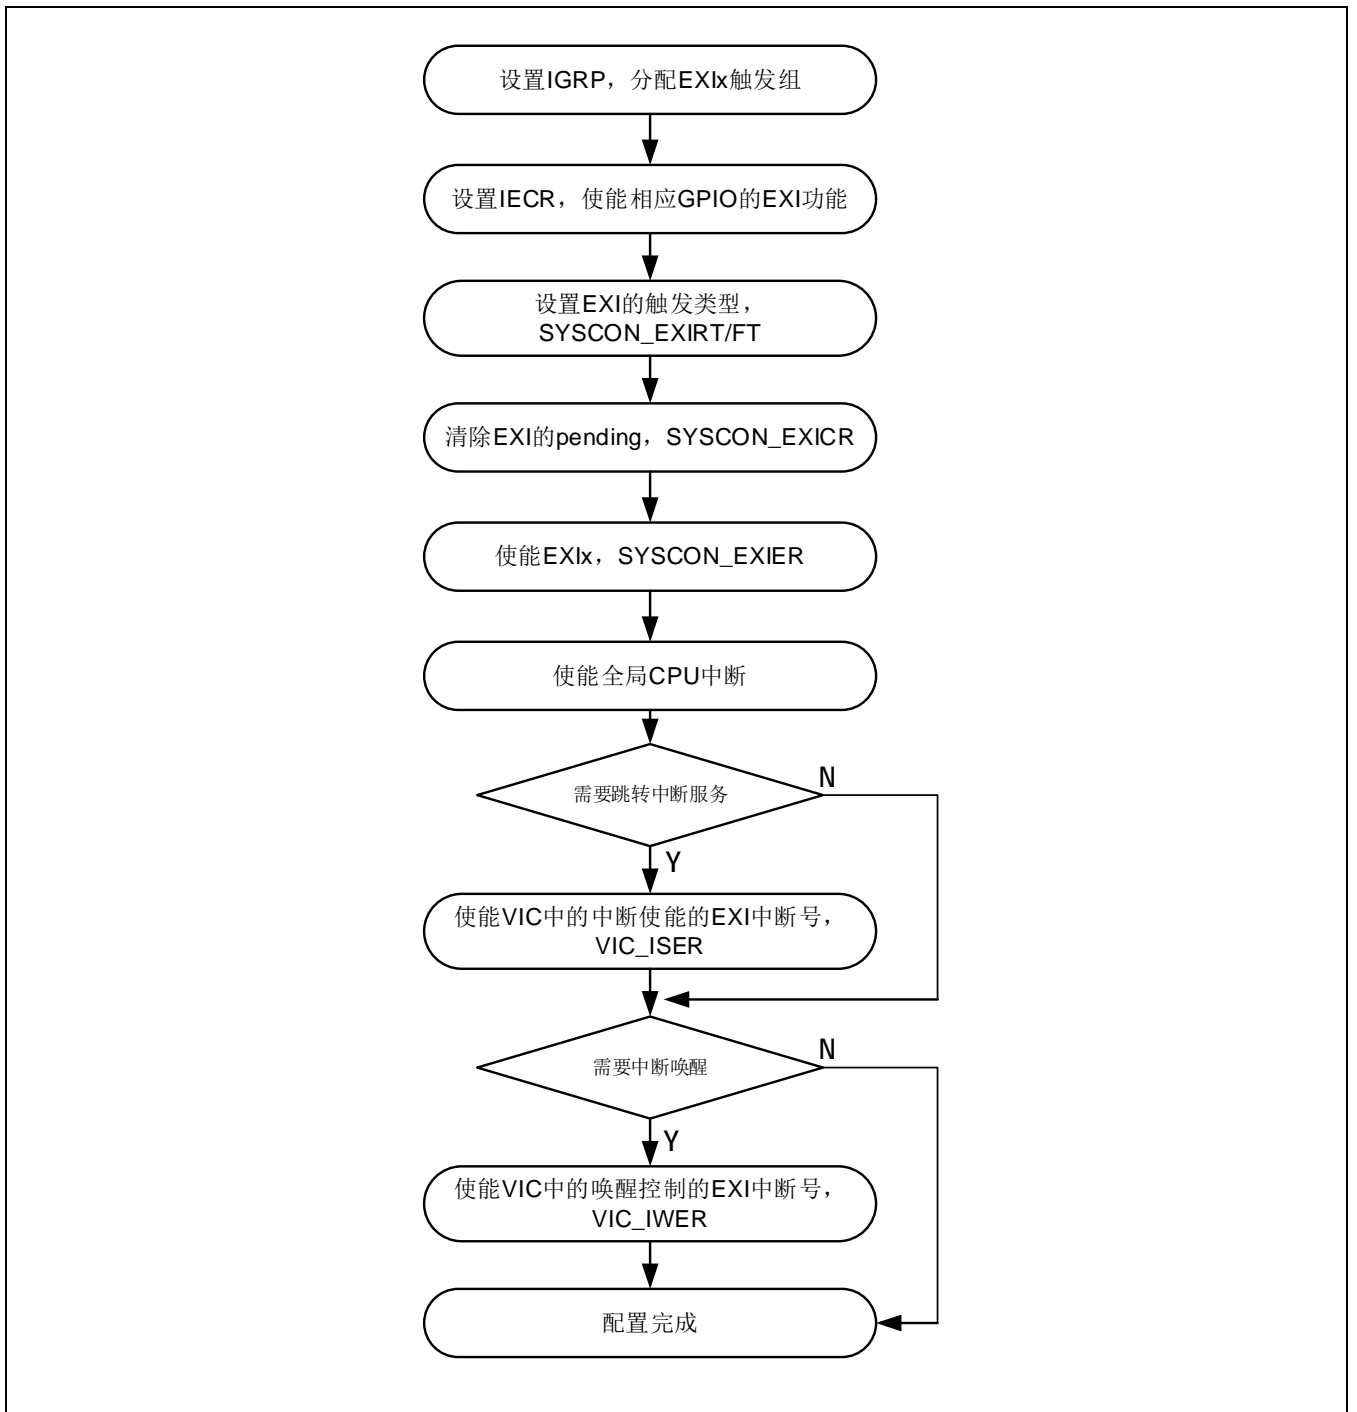 设置IGRP，分配EXIx触发组
设置IECR，使能相应GPIO的EXI功能
设置EXI的触发类型，
SYSCON_EXIRT/FT
清除EXI的pending，SYSCON_EXICR
使能EXIx，SYSCON_EXIER
使能全局CPU中断
需要跳转中断服务
N
Y
使能VIC中的中断使能的EXI中断号，
VIC_ISER
需要中断唤醒
N
Y
使能VIC中的唤醒控制的EXI中断号，
VIC_IWER
配置完成